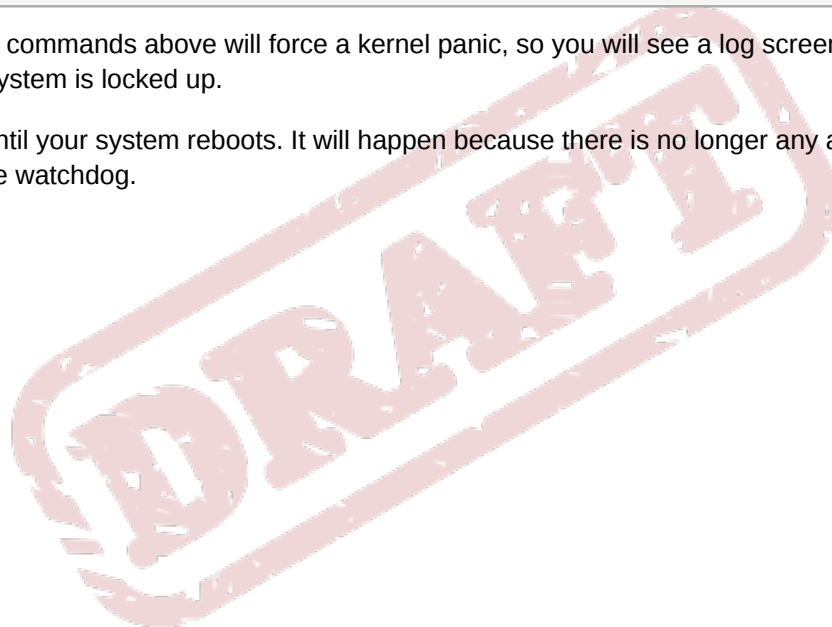 commands above will force a kernel panic, so you will see a log screen
ystem is locked up.
ntil your system reboots. It will happen because there is no longer any a
e watchdog.
DRAFT